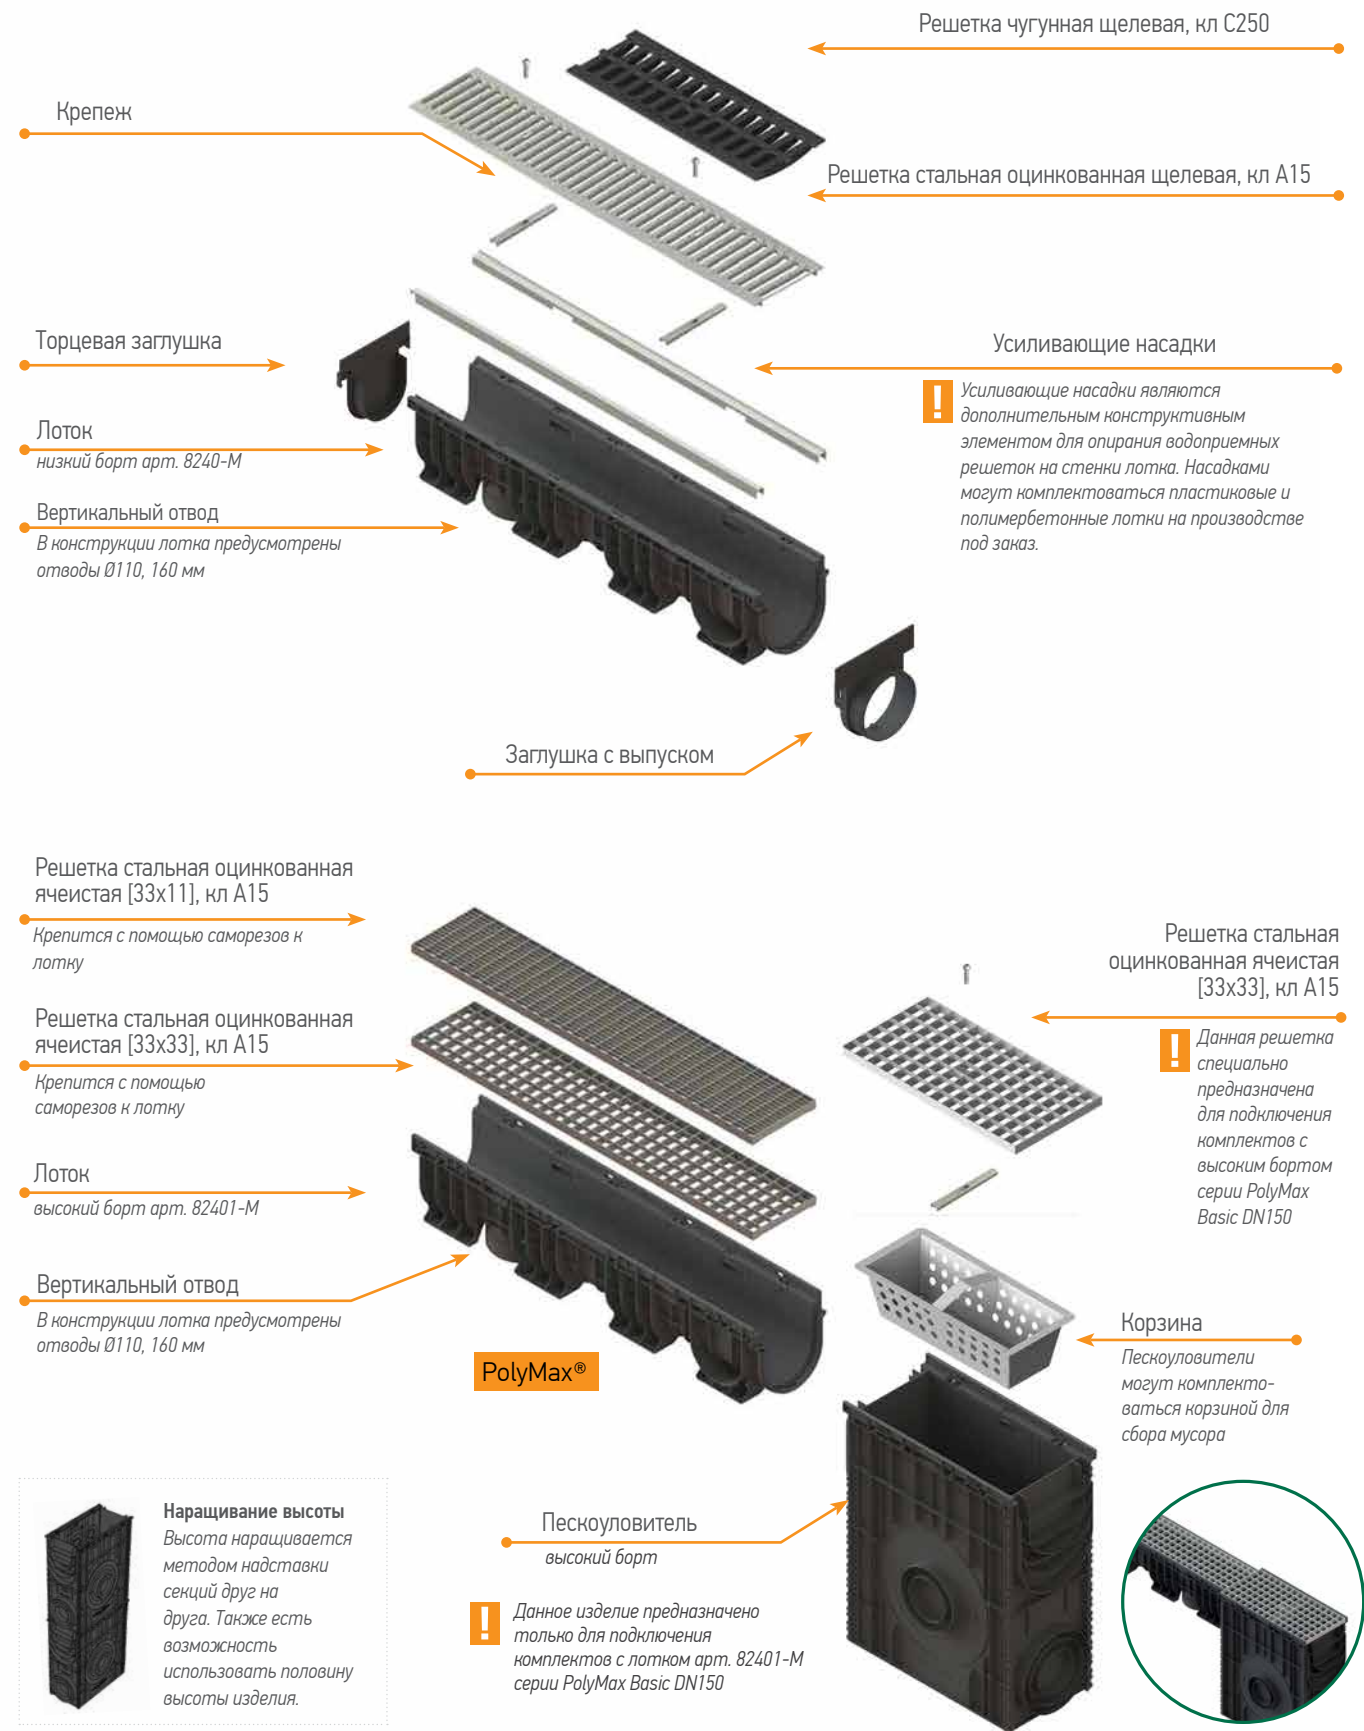 Решетка чугунная щелевая, кл С250
Крепеж
Решетка стальная оцинкованная щелевая, кл А15
Торцевая заглушка
Усиливающие насадки
Усиливающие насадки являются
дополнительным конструктивным
элементом для опирания водоприемных
решеток на стенки лотка. Насадками
могут комплектоваться пластиковые и
полимербетонные лотки на производстве
под заказ.
Лоток
низкий борт арт. 8240-М
Вертикальный отвод
В конструкции лотка предусмотрены
отводы Ø110, 160 мм
Заглушка с выпуском
Решетка стальная оцинкованная
ячеистая [33х11], кл А15
Крепится с помощью саморезов к
лотку
Решетка стальная оцинкованная
ячеистая [33х33], кл А15
Крепится с помощью
саморезов к лотку
Лоток
высокий борт арт. 82401-М
Вертикальный отвод
В конструкции лотка предусмотрены
отводы Ø110, 160 мм
PolyMax®
Решетка стальная
оцинкованная ячеистая
[33х33], кл А15
Данная решетка
специально
предназначена
для подключения
комплектов с
высоким бортом
серии PolyMax
Basic DN150
Корзина
Пескоуловители
могут комплекто-
ваться корзиной для
сбора мусора
Наращивание высоты
Высота наращивается
методом надставки
секций друг на
друга. Также есть
возможность
использовать половину
высоты изделия.
Пескоуловитель
высокий борт
Данное изделие предназначено
только для подключения
комплектов с лотком арт. 82401-М
серии PolyMax Basic DN150